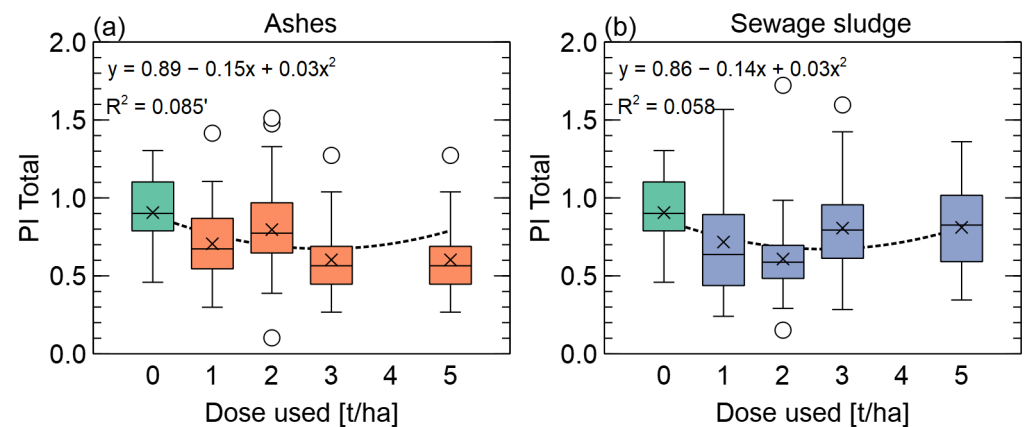 (a) Ashes
2.0
1.5
1.0
0.5
0.0
PI Total
y = 0.89 − 0.15x + 0.03x²
R² = 0.085'
0 1 2 3 4 5
Dose used [t/ha]
(b) Sewage sludge
2.0
1.5
1.0
0.5
0.0
PI Total
y = 0.86 − 0.14x + 0.03x²
R² = 0.058
0 1 2 3 4 5
Dose used [t/ha]